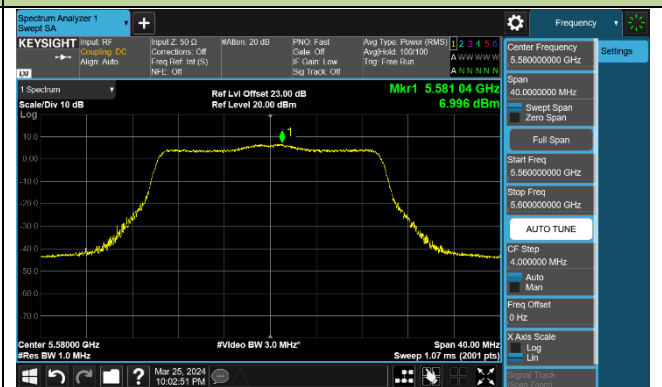 Spectrum Analyzer 1
Swept SA
+
Frequency
KEYSIGHT
Input: RF
Coupling: DC
Align: Auto
Input Z: 50 Ω
Corrections: Off
Freq Ref: Int (S)
NFE: Off
#Atten: 20 dB
PNO: Fast
Gate: Off
IF Gain: Low
Sig Track: Off
Avg Type: Power (RMS)
Avg|Hold: 100/100
Trig: Free Run
1 2 3 4 5 6
A W W W W W
A N N N N N
LXI
1 Spectrum
Scale/Div 10 dB
Log
Ref Lvl Offset 23.00 dB
Ref Level 20.00 dBm
Mkr1 5.581 04 GHz
6.996 dBm
1
10.0
0.00
-10.0
-20.0
-30.0
-40.0
-50.0
-60.0
-70.0
Center 5.58000 GHz
#Res BW 1.0 MHz
#Video BW 3.0 MHz*
Span 40.00 MHz
Sweep 1.07 ms (2001 pts)
Center Frequency
5.580000000 GHz
Settings
Span
40.0000000 MHz
Swept Span
Zero Span
Full Span
Start Freq
5.560000000 GHz
Stop Freq
5.600000000 GHz
AUTO TUNE
CF Step
4.000000 MHz
Auto
Man
Freq Offset
0 Hz
X Axis Scale
Log
Lin
Signal Track
(Span Zoom)
?
Mar 25, 2024
10:02:51 PM